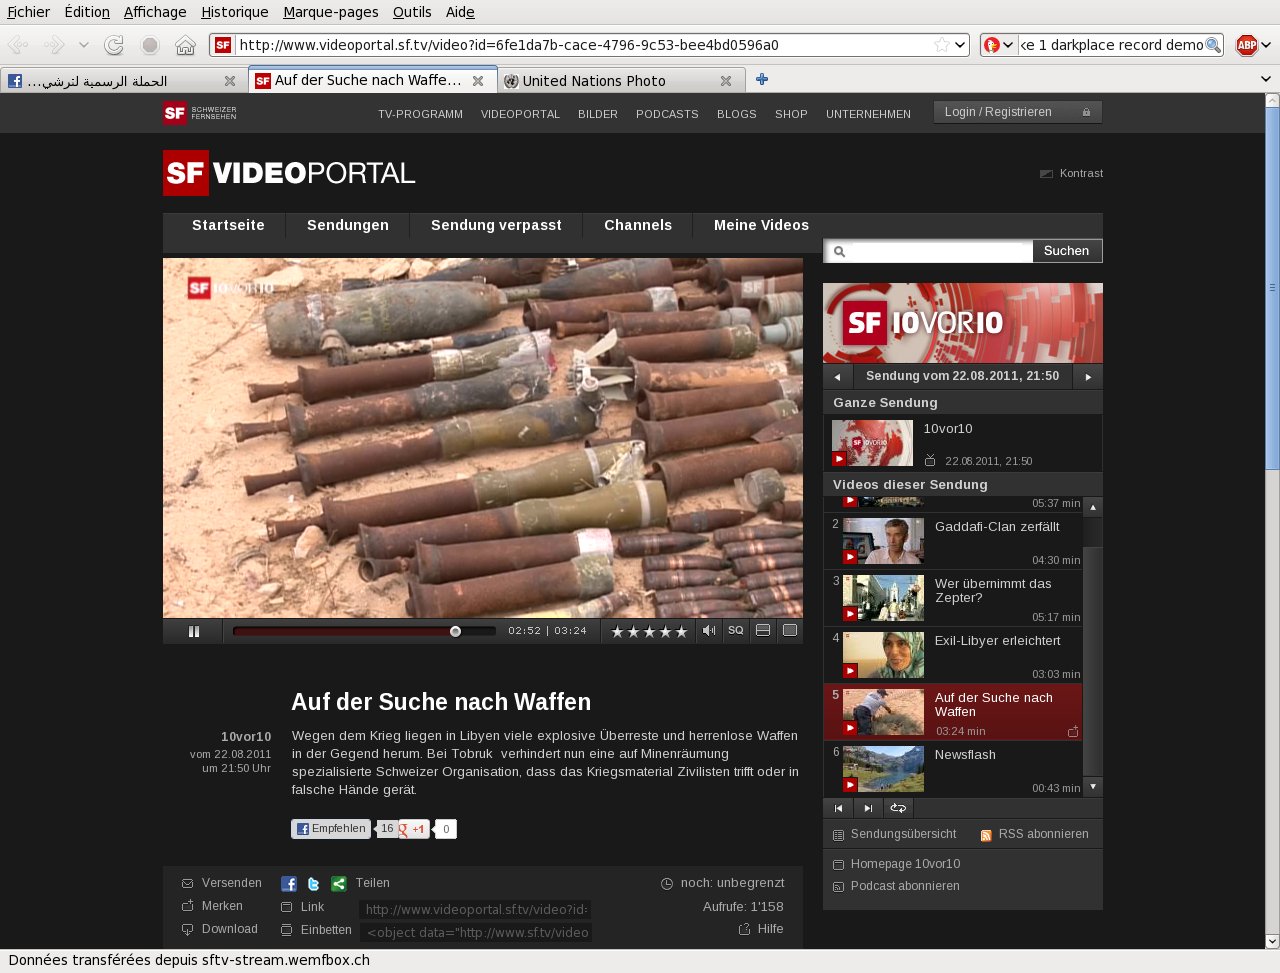 Fichier Édition Affichage Historique Marque-pages Outils Aide
http://www.videoportal.sf.tv/video?id=6fe1da7b-cace-4796-9c53-bee4bd0596a0
ke 1 darkplace record demo
ABP
الحملة الرسمية لترشي...
Auf der Suche nach Waffe...
United Nations Photo
SF SCHWEIZER FERNSEHEN
TV-PROGRAMM VIDEOPORTAL BILDER PODCASTS BLOGS SHOP UNTERNEHMEN
Login / Registrieren
SF VIDEOPORTAL
Kontrast
Startseite Sendungen Sendung verpasst Channels Meine Videos
Suchen
SF 10VOR10
SF 1
02:52 | 03:24
SQ
Auf der Suche nach Waffen
10vor10
vom 22.08.2011
um 21:50 Uhr
Wegen dem Krieg liegen in Libyen viele explosive Überreste und herrenlose Waffen
in der Gegend herum. Bei Tobruk verhindert nun eine auf Minenräumung
spezialisierte Schweizer Organisation, dass das Kriegsmaterial Zivilisten trifft oder in
falsche Hände gerät.
Empfehlen 16 +1 0
Versenden Teilen
Merken Link http://www.videoportal.sf.tv/video?id=
Download Einbetten <object data="http://www.sf.tv/video
noch: unbegrenzt
Aufrufe: 1'158
Hilfe
SF 10VOR10
Sendung vom 22.08.2011, 21:50
Ganze Sendung
SF 10VOR10
10vor10
22.08.2011, 21:50
Videos dieser Sendung
05:37 min
2 Gaddafi-Clan zerfällt
04:30 min
3 Wer übernimmt das
Zepter?
05:17 min
4 Exil-Libyer erleichtert
03:03 min
5 Auf der Suche nach
Waffen
03:24 min
6 Newsflash
00:43 min
Sendungsübersicht RSS abonnieren
Homepage 10vor10
Podcast abonnieren
Données transférées depuis sftv-stream.wemfbox.ch